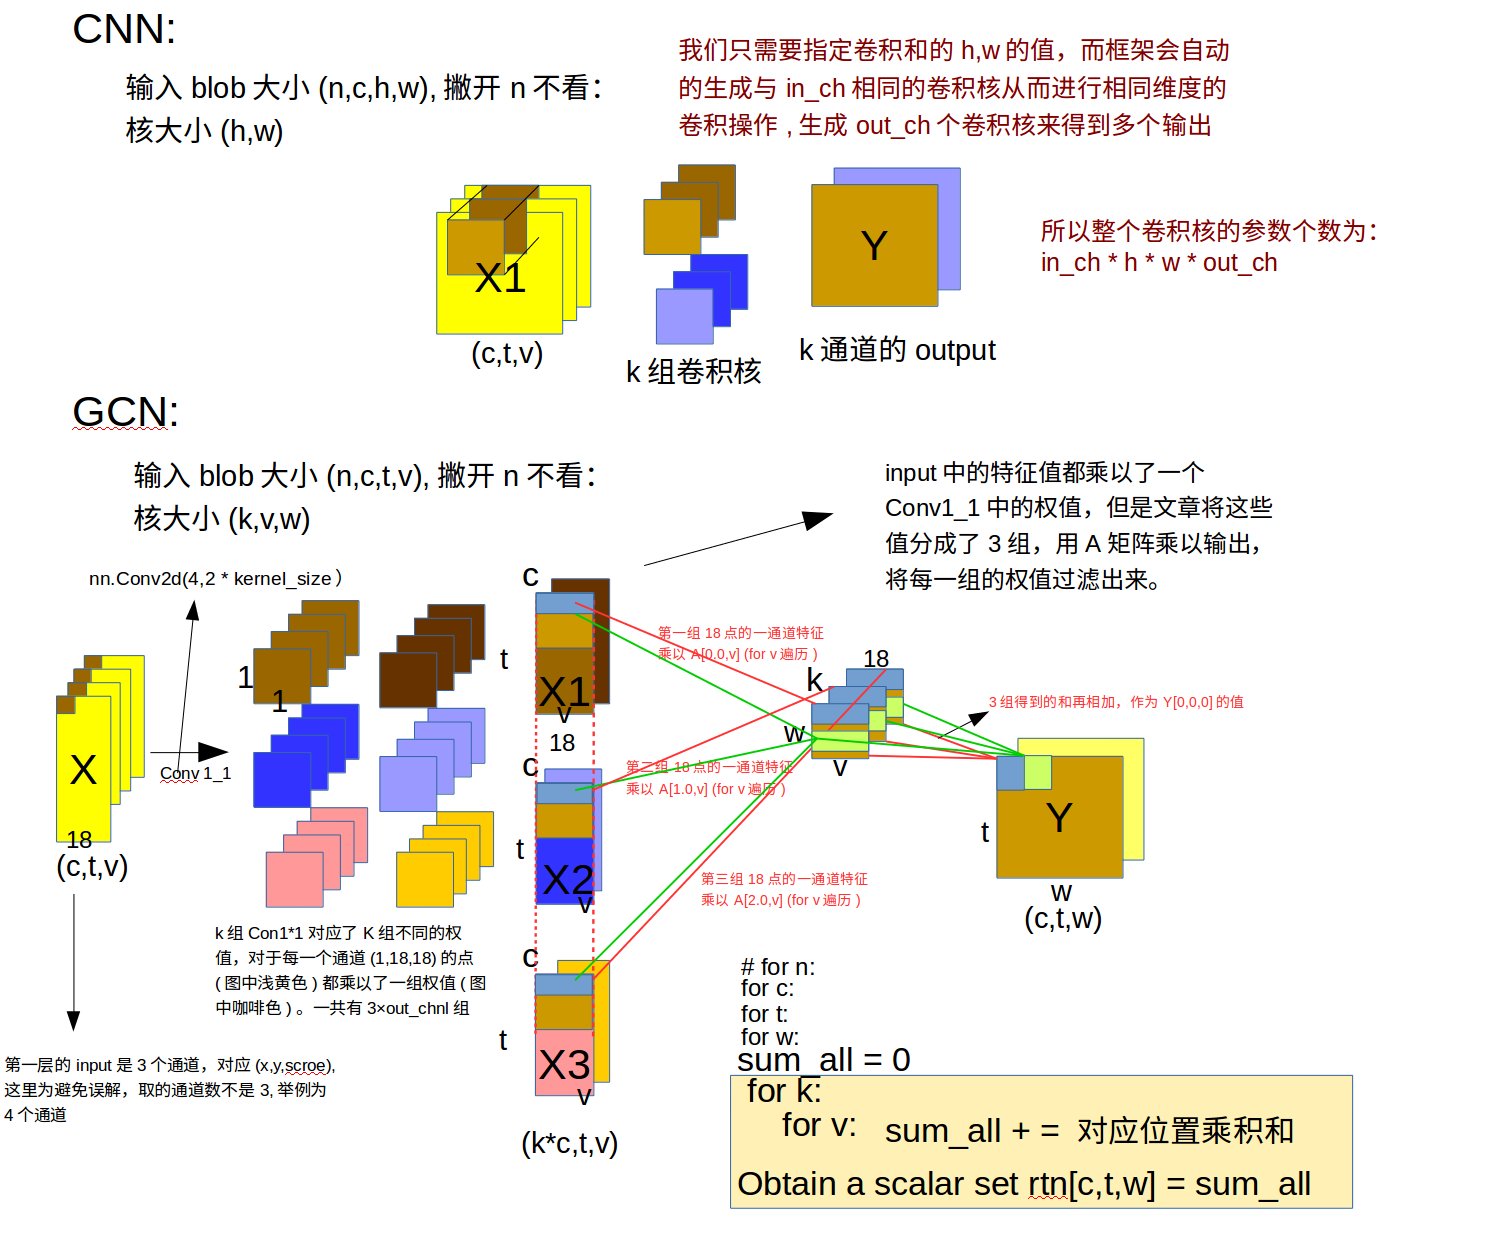 CNN:
输入 blob 大小 (n,c,h,w), 撇开 n 不看：
核大小 (h,w)
我们只需要指定卷积和的 h,w 的值，而框架会自动
的生成与 in_ch 相同的卷积核从而进行相同维度的
卷积操作 , 生成 out_ch 个卷积核来得到多个输出
X1
(c,t,v)
k 组卷积核
Y
k 通道的 output
所以整个卷积核的参数个数为：
in_ch * h * w * out_ch
GCN:
输入 blob 大小 (n,c,t,v), 撇开 n 不看：
核大小 (k,v,w)
input 中的特征值都乘以了一个
Conv1_1 中的权值，但是文章将这些
值分成了 3 组，用 A 矩阵乘以输出，
将每一组的权值过滤出来。
nn.Conv2d(4,2 * kernel_size )
X
18
(c,t,v)
Conv 1_1
1
1
k 组 Con1*1 对应了 K 组不同的权
值，对于每一个通道 (1,18,18) 的点
( 图中浅黄色 ) 都乘以了一组权值 ( 图
中咖啡色 ) 。一共有 3×out_chnl 组
第一层的 input 是 3 个通道，对应 (x,y,scroe),
这里为避免误解，取的通道数不是 3, 举例为
4 个通道
c
t
X1
v
18
c
t
X2
v
c
t
X3
v
(k*c,t,v)
第一组 18 点的一通道特征
乘以 A[0.0,v] (for v 遍历 )
第二组 18 点的一通道特征
乘以 A[1.0,v] (for v 遍历 )
第三组 18 点的一通道特征
乘以 A[2.0,v] (for v 遍历 )
18
k
w
v
3 组得到的和再相加，作为 Y[0,0,0] 的值
t
Y
w
(c,t,w)
# for n:
for c:
for t:
for w:
sum_all = 0
for k:
for v: sum_all + = 对应位置乘积和
Obtain a scalar set rtn[c,t,w] = sum_all